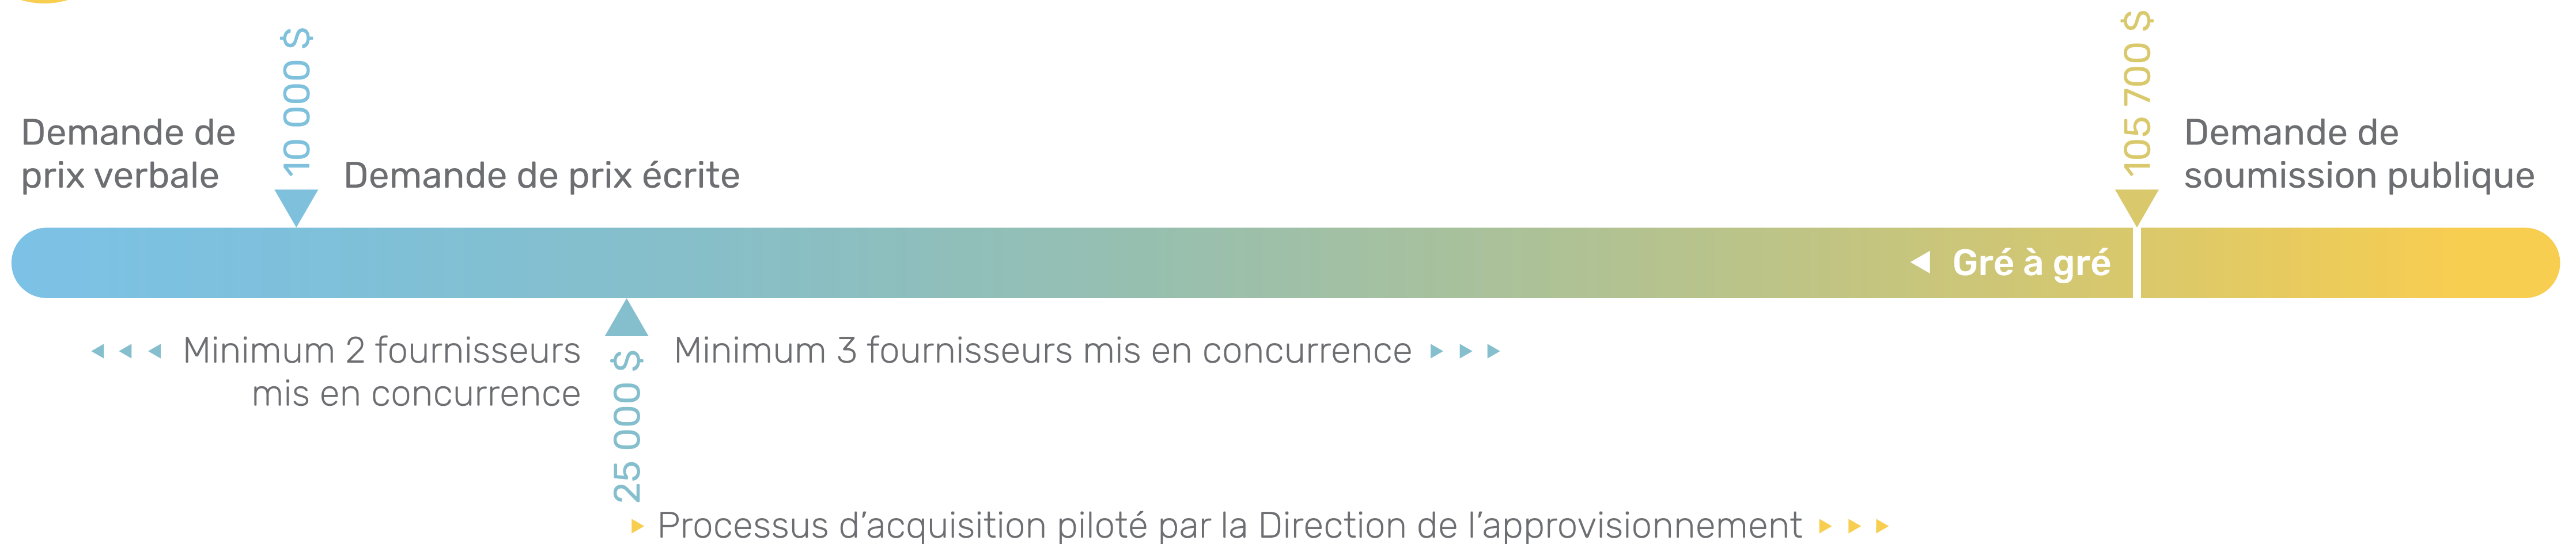 10 000 $
105 700 $
Demande de
prix verbale
Demande de prix écrite
Demande de
soumission publique
Gré à gré
Minimum 2 fournisseurs
mis en concurrence
25 000 $
Minimum 3 fournisseurs mis en concurrence
Processus d’acquisition piloté par la Direction de l’approvisionnement